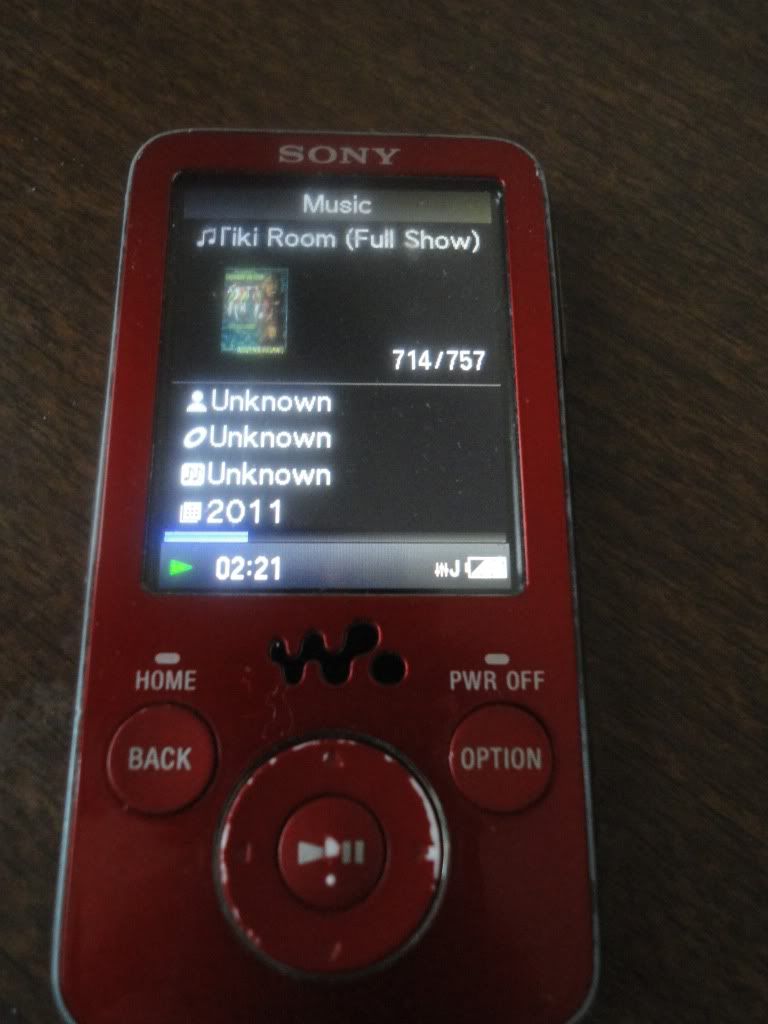 SONY
Music
Tiki Room (Full Show)
714/757
Unknown
Unknown
Unknown
2011
02:21
J
HOME
PWR OFF
BACK
OPTION